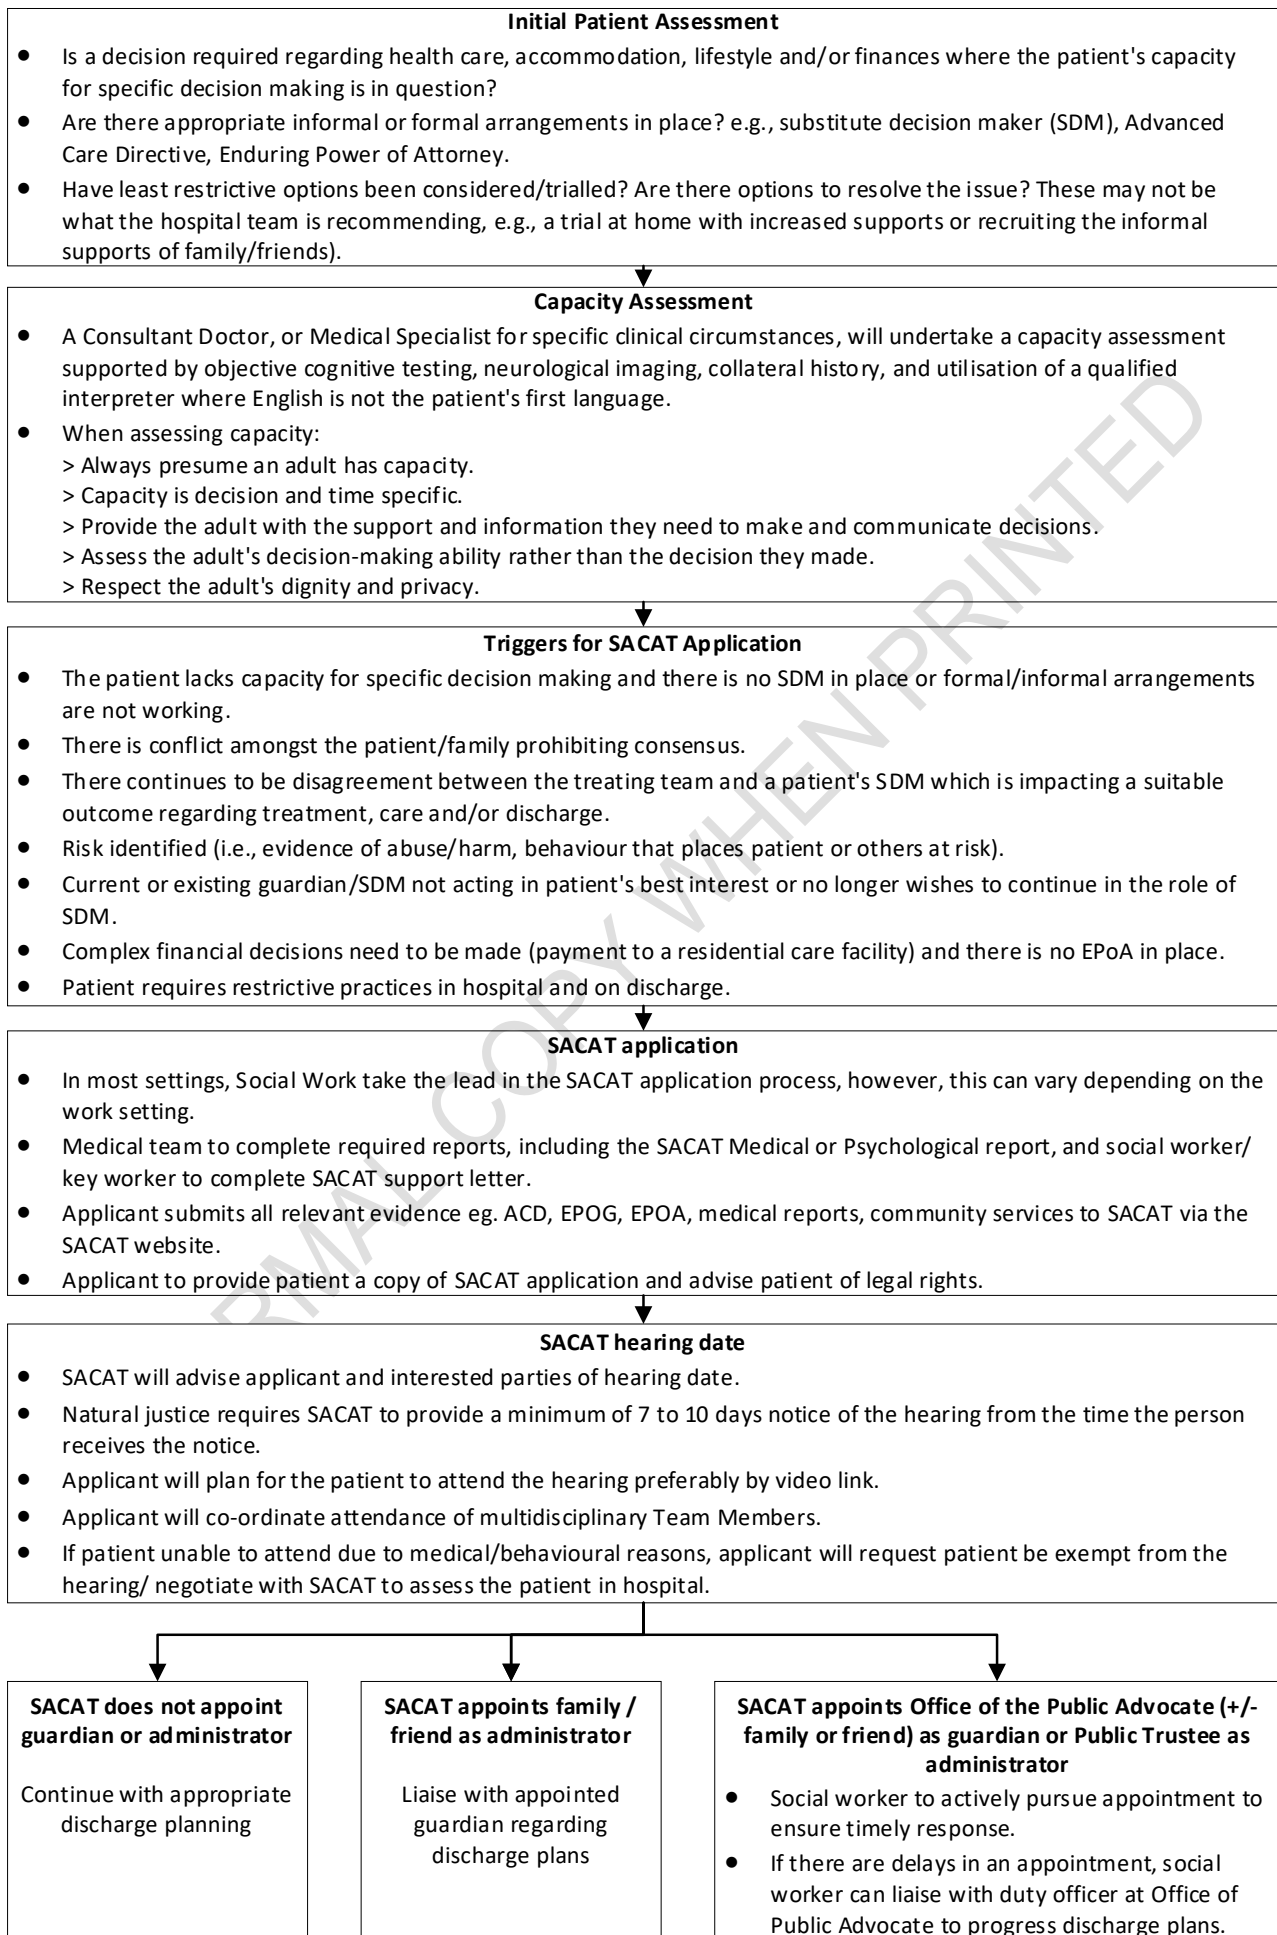 Initial Patient Assessment
● Is a decision required regarding health care, accommodation, lifestyle and/or finances where the patient's capacity
for specific decision making is in question?
● Are there appropriate informal or formal arrangements in place? e.g., substitute decision maker (SDM), Advanced
Care Directive, Enduring Power of Attorney.
● Have least restrictive options been considered/trialled? Are there options to resolve the issue? These may not be
what the hospital team is recommending, e.g., a trial at home with increased supports or recruiting the informal
supports of family/friends).
Capacity Assessment
● A Consultant Doctor, or Medical Specialist for specific clinical circumstances, will undertake a capacity assessment
supported by objective cognitive testing, neurological imaging, collateral history, and utilisation of a qualified
interpreter where English is not the patient's first language.
● When assessing capacity:
> Always presume an adult has capacity.
> Capacity is decision and time specific.
> Provide the adult with the support and information they need to make and communicate decisions.
> Assess the adult's decision-making ability rather than the decision they made.
> Respect the adult's dignity and privacy.
Triggers for SACAT Application
● The patient lacks capacity for specific decision making and there is no SDM in place or formal/informal arrangements
are not working.
● There is conflict amongst the patient/family prohibiting consensus.
● There continues to be disagreement between the treating team and a patient's SDM which is impacting a suitable
outcome regarding treatment, care and/or discharge.
● Risk identified (i.e., evidence of abuse/harm, behaviour that places patient or others at risk).
● Current or existing guardian/SDM not acting in patient's best interest or no longer wishes to continue in the role of
SDM.
● Complex financial decisions need to be made (payment to a residential care facility) and there is no EPoA in place.
● Patient requires restrictive practices in hospital and on discharge.
SACAT application
● In most settings, Social Work take the lead in the SACAT application process, however, this can vary depending on the
work setting.
● Medical team to complete required reports, including the SACAT Medical or Psychological report, and social worker/
key worker to complete SACAT support letter.
● Applicant submits all relevant evidence eg. ACD, EPOG, EPOA, medical reports, community services to SACAT via the
SACAT website.
● Applicant to provide patient a copy of SACAT application and advise patient of legal rights.
SACAT hearing date
● SACAT will advise applicant and interested parties of hearing date.
● Natural justice requires SACAT to provide a minimum of 7 to 10 days notice of the hearing from the time the person
receives the notice.
● Applicant will plan for the patient to attend the hearing preferably by video link.
● Applicant will co-ordinate attendance of multidisciplinary Team Members.
● If patient unable to attend due to medical/behavioural reasons, applicant will request patient be exempt from the
hearing/ negotiate with SACAT to assess the patient in hospital.
SACAT does not appoint
guardian or administrator
Continue with appropriate
discharge planning
SACAT appoints family /
friend as administrator
Liaise with appointed
guardian regarding
discharge plans
SACAT appoints Office of the Public Advocate (+/-
family or friend) as guardian or Public Trustee as
administrator
● Social worker to actively pursue appointment to
ensure timely response.
● If there are delays in an appointment, social
worker can liaise with duty officer at Office of
Public Advocate to progress discharge plans.
RMAL COPY WHEN PRINTED